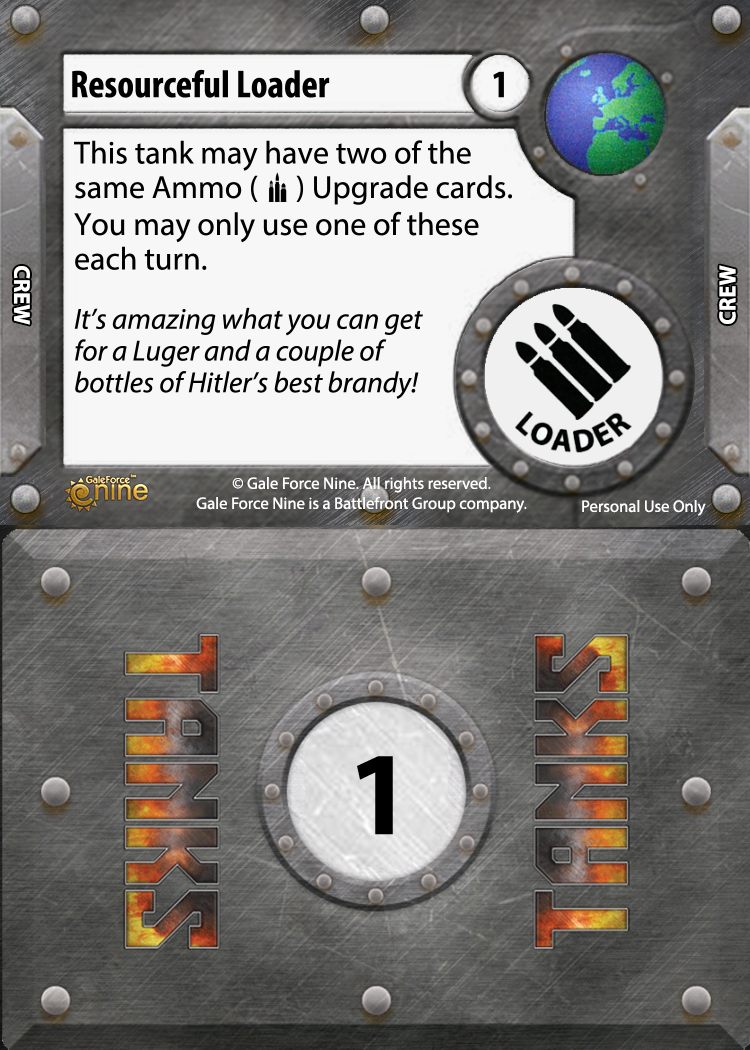 Resourceful Loader
1
This tank may have two of the
same Ammo ( ) Upgrade cards.
You may only use one of these
each turn.
It's amazing what you can get
for a Luger and a couple of
bottles of Hitler's best brandy!
CREW
CREW
LOADER
GaleForce™
nine
© Gale Force Nine. All rights reserved.
Gale Force Nine is a Battlefront Group company.
Personal Use Only
TANKS
1
TANKS